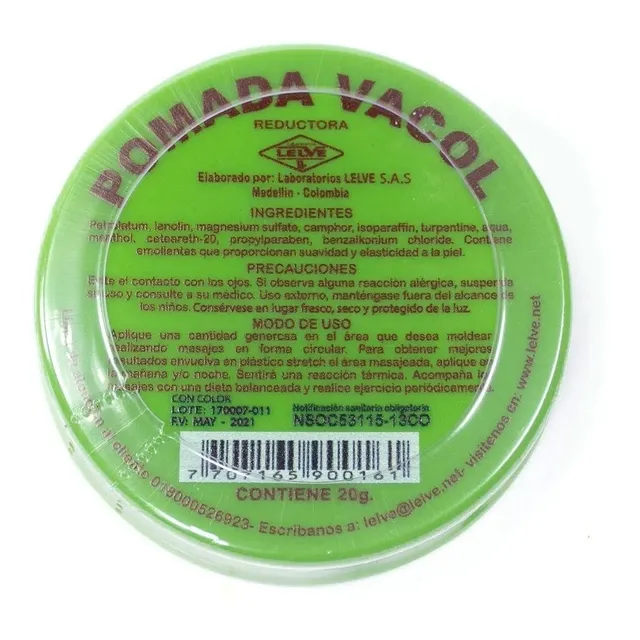 POMADA VACOL
REDUCTORA
LELVE
Elaborado por: Laboratorios LELVE S.A.S
Medellin - Colombia
INGREDIENTES
Petrolatum, lanolin, magnesium sulfate, camphor, isoparaffin, turpentine, aqua,
menthol, ceteareth-20, propylparaben, benzalkonium chloride. Contiene
emolientes que proporcionan suavidad y elasticidad a la piel.
PRECAUCIONES
Evite el contacto con los ojos. Si observa alguna reacción alérgica, suspenda
su uso y consulte a su médico. Uso externo, manténgase fuera del alcance de
los niños. Consérvese en lugar fresco, seco y protegido de la luz.
MODO DE USO
Aplique una cantidad generosa en el área que desea moldear
realizando masajes en forma circular. Para obtener mejores
resultados envuelva en plástico stretch el área masajeada, aplique en
mañana y/o noche. Sentirá una reacción térmica. Acompañe
masajes con una dieta balanceada y realice ejercicio periódicamente.
CON COLOR
LOTE: 170007-011
F.V: MAY - 2021
Notificación sanitaria obligatoria
NSOC53115-13CO
7 707165 900161
CONTIENE 20g.
de atención al cliente 018000526923- Escríbanos a: lelve@lelve.net- visítenos en: www.lelve.net